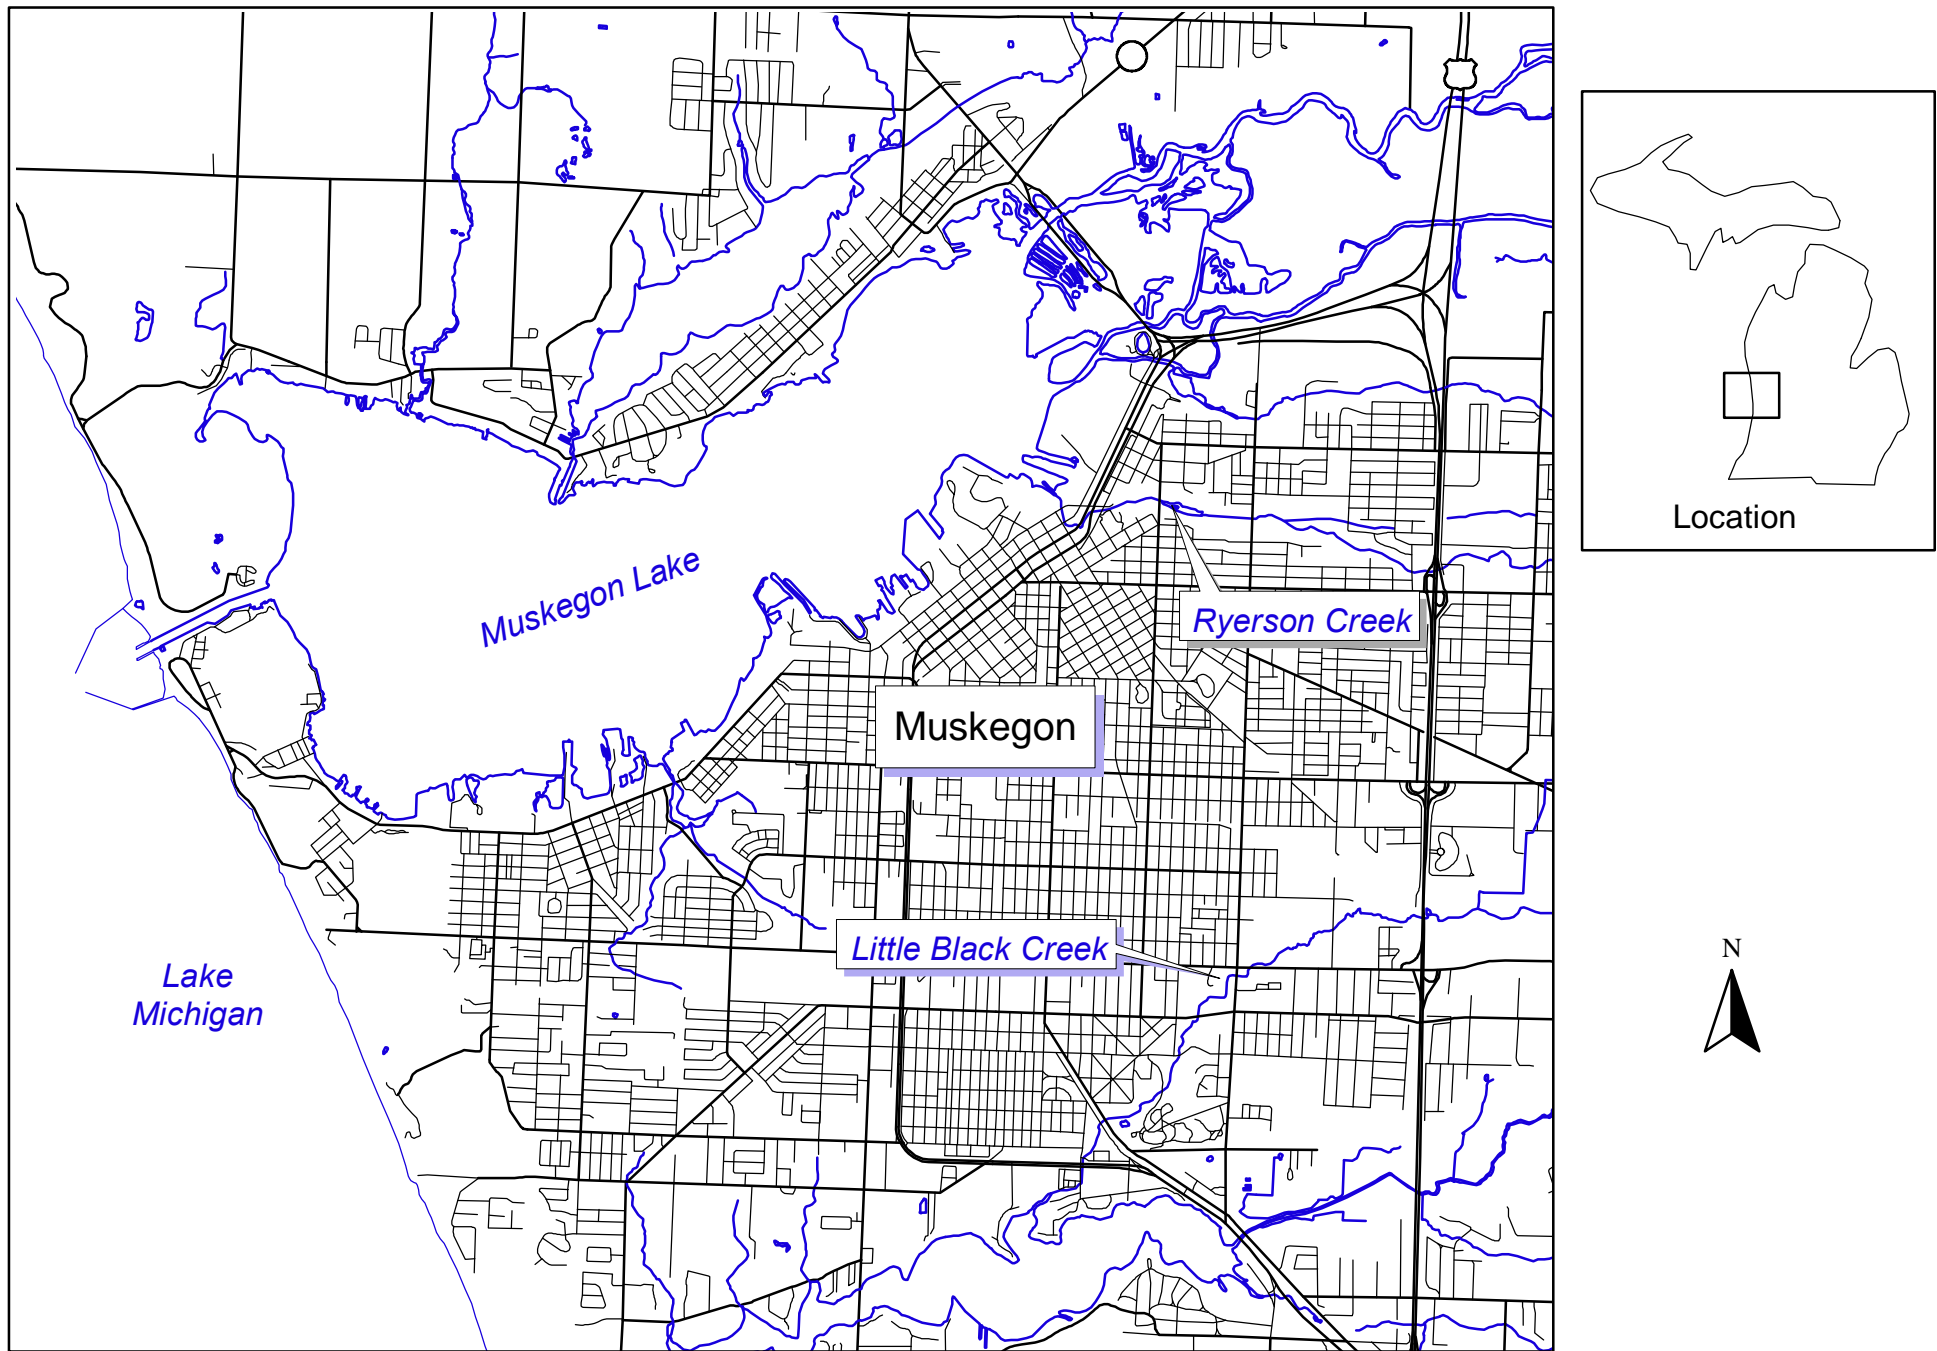 Location
Muskegon Lake
Ryerson Creek
Muskegon
Little Black Creek
Lake
Michigan
N